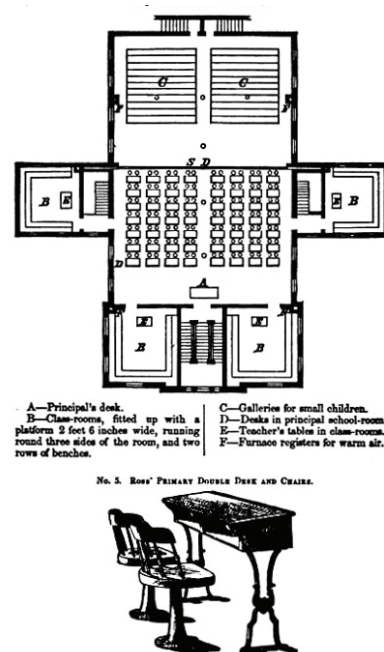 C C
F F
S D
B E E B
D
A
F F
B B
A—Principal's desk.
B—Class-rooms, fitted up with a
platform 2 feet 6 inches wide, running
round three sides of the room, and two
rows of benches.
C—Galleries for small children.
D—Desks in principal school-room.
E—Teacher's tables in class-rooms.
F—Furnace registers for warm air.
No. 5. Ross' Primary Double Desk and Chairs.